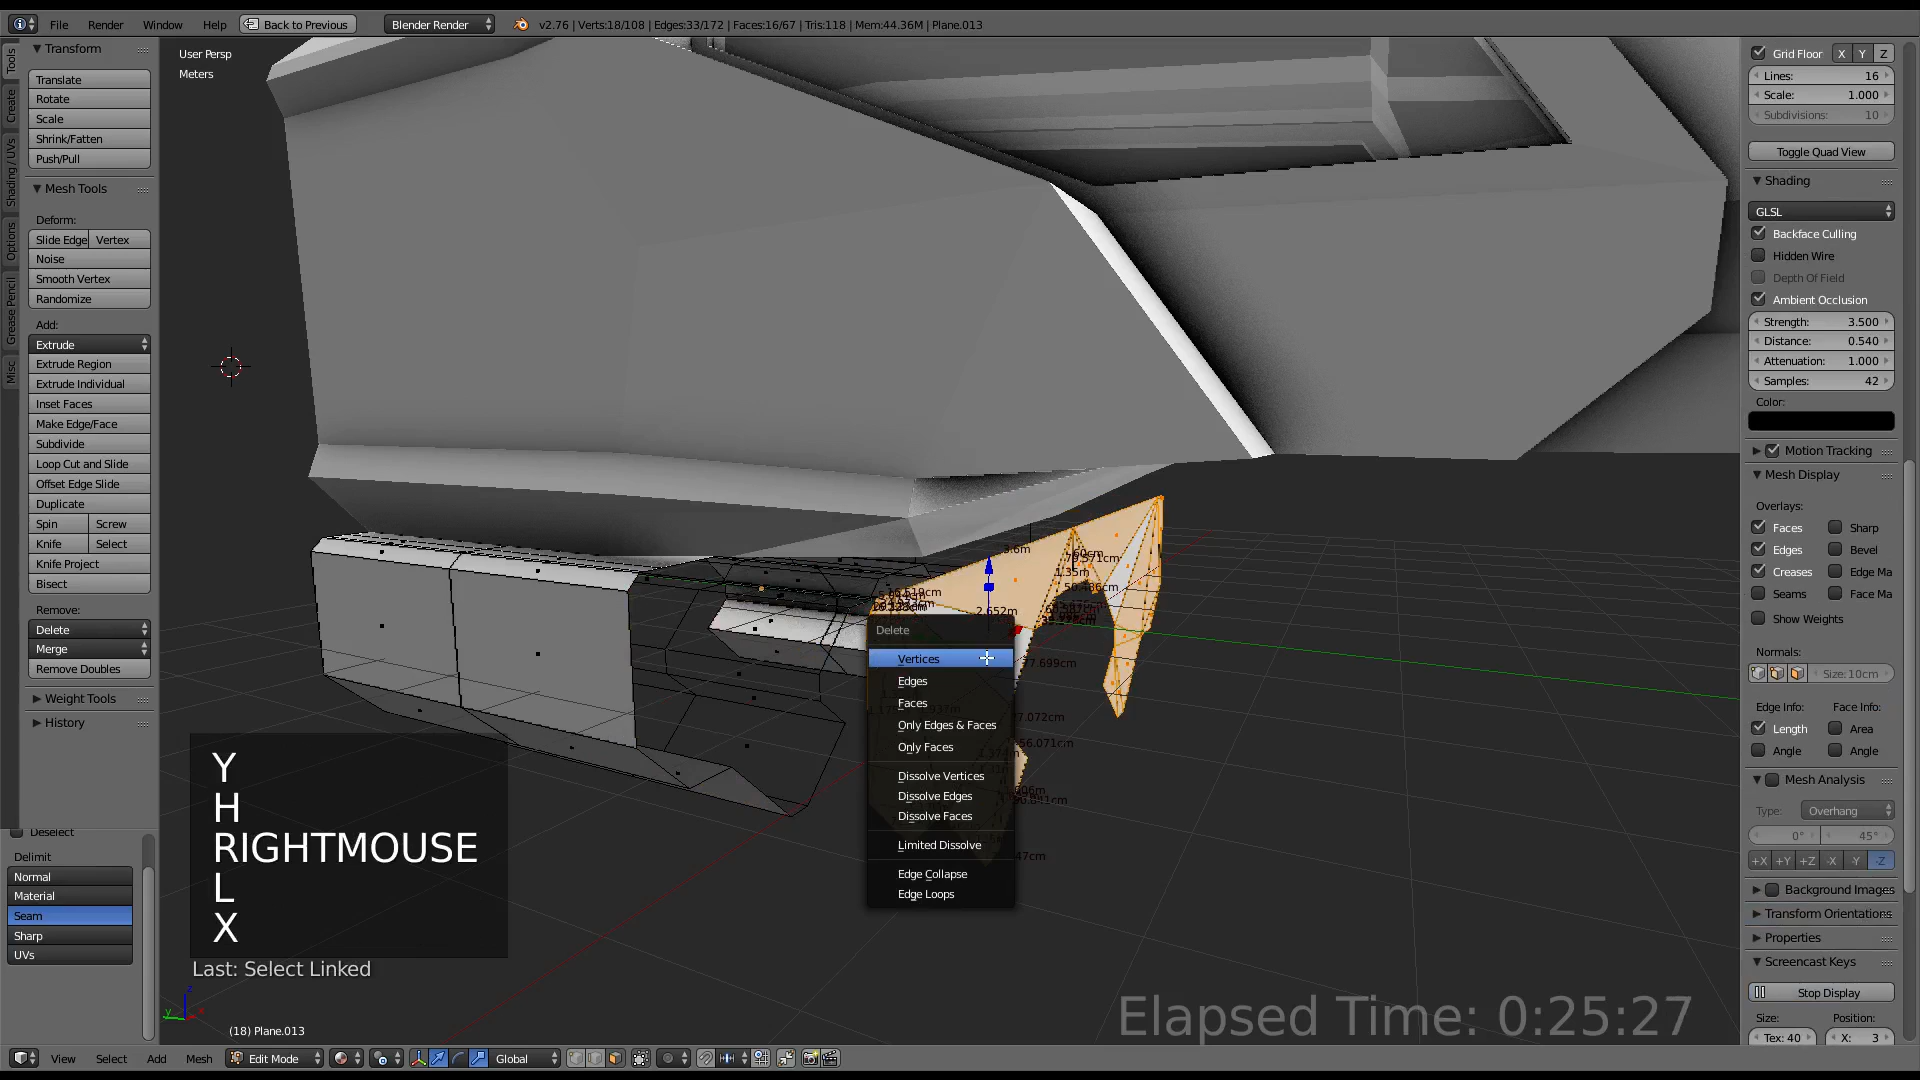 File Render Window Help Back to Previous Blender Render v2.76 | Verts:18/108 | Edges:33/172 | Faces:16/67 | Tris:118 | Mem:44.36M | Plane.013
Tools
Create
Shading / UVs
Options
Grease Pencil
Misc
Transform
Translate
Rotate
Scale
Shrink/Fatten
Push/Pull
Mesh Tools
Deform:
Slide Edge Vertex
Noise
Smooth Vertex
Randomize
Add:
Extrude
Extrude Region
Extrude Individual
Inset Faces
Make Edge/Face
Subdivide
Loop Cut and Slide
Offset Edge Slide
Duplicate
Spin Screw
Knife Select
Knife Project
Bisect
Remove:
Delete
Merge
Remove Doubles
Weight Tools
History
Deselect
Delimit
Normal
Material
Seam
Sharp
UVs
User Persp
Meters
3.6m
1.35m
2.652m
77.699cm
Delete
Vertices
Edges
Faces
Only Edges & Faces
Only Faces
Dissolve Vertices
Dissolve Edges
Dissolve Faces
Limited Dissolve
Edge Collapse
Edge Loops
Y
H
RIGHTMOUSE
L
X
Last: Select Linked
z
y x
(18) Plane.013
Elapsed Time: 0:25:27
Grid Floor X Y Z
Lines: 16
Scale: 1.000
Subdivisions: 10
Toggle Quad View
Shading
GLSL
Backface Culling
Hidden Wire
Depth Of Field
Ambient Occlusion
Strength: 3.500
Distance: 0.540
Attenuation: 1.000
Samples: 42
Color:
Motion Tracking
Mesh Display
Overlays:
Faces Sharp
Edges Bevel
Creases Edge Ma
Seams Face Ma
Show Weights
Normals:
Size:10cm
Edge Info: Face Info:
Length Area
Angle Angle
Mesh Analysis
Type: Overhang
0° 45°
+X +Y +Z -X -Y -Z
Background Images
Transform Orientations
Properties
Screencast Keys
Stop Display
Size: Position:
Tex: 40 X: 3
View Select Add Mesh Edit Mode Global